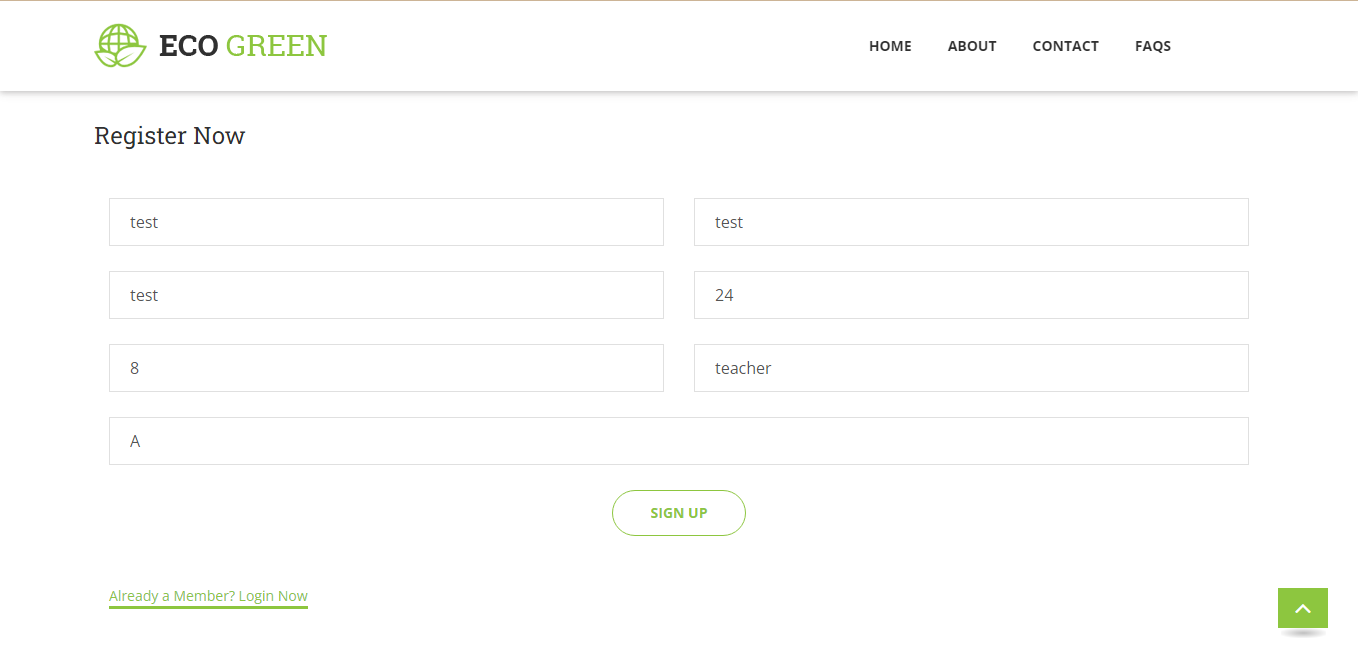 ECO GREEN
HOME ABOUT CONTACT FAQS
Register Now
test test
test 24
8 teacher
A
SIGN UP
Already a Member? Login Now